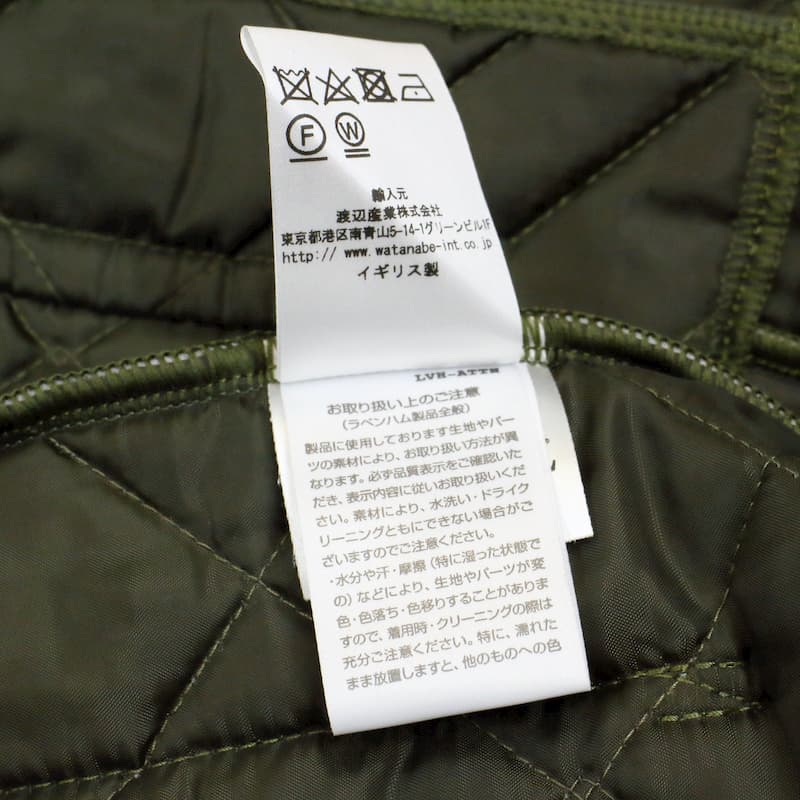 F W
輸入元
渡辺産業株式会社
東京都港区南青山5-14-1グリーンビル1F
http:// www.watanabe-int.co.jp
イギリス製
LVH-ATTN
お取り扱い上のご注意
(ラベンハム製品全般)
製品に使用しております生地やパー
ツの素材により、お取り扱い方法が異
なります。必ず品質表示をご確認いた
だき、表示内容に従いお取り扱いくだ
さい。素材により、水洗い・ドライク
リーニングともにできない場合がご
ざいますのでご注意ください。
・水分や汗・摩擦(特に湿った状態で
の)などにより、生地やパーツが変
色・色落ち・色移りすることがありま
すので、着用時・クリーニングの際は
充分ご注意ください。特に、濡れた
まま放置しますと、他のものへの色